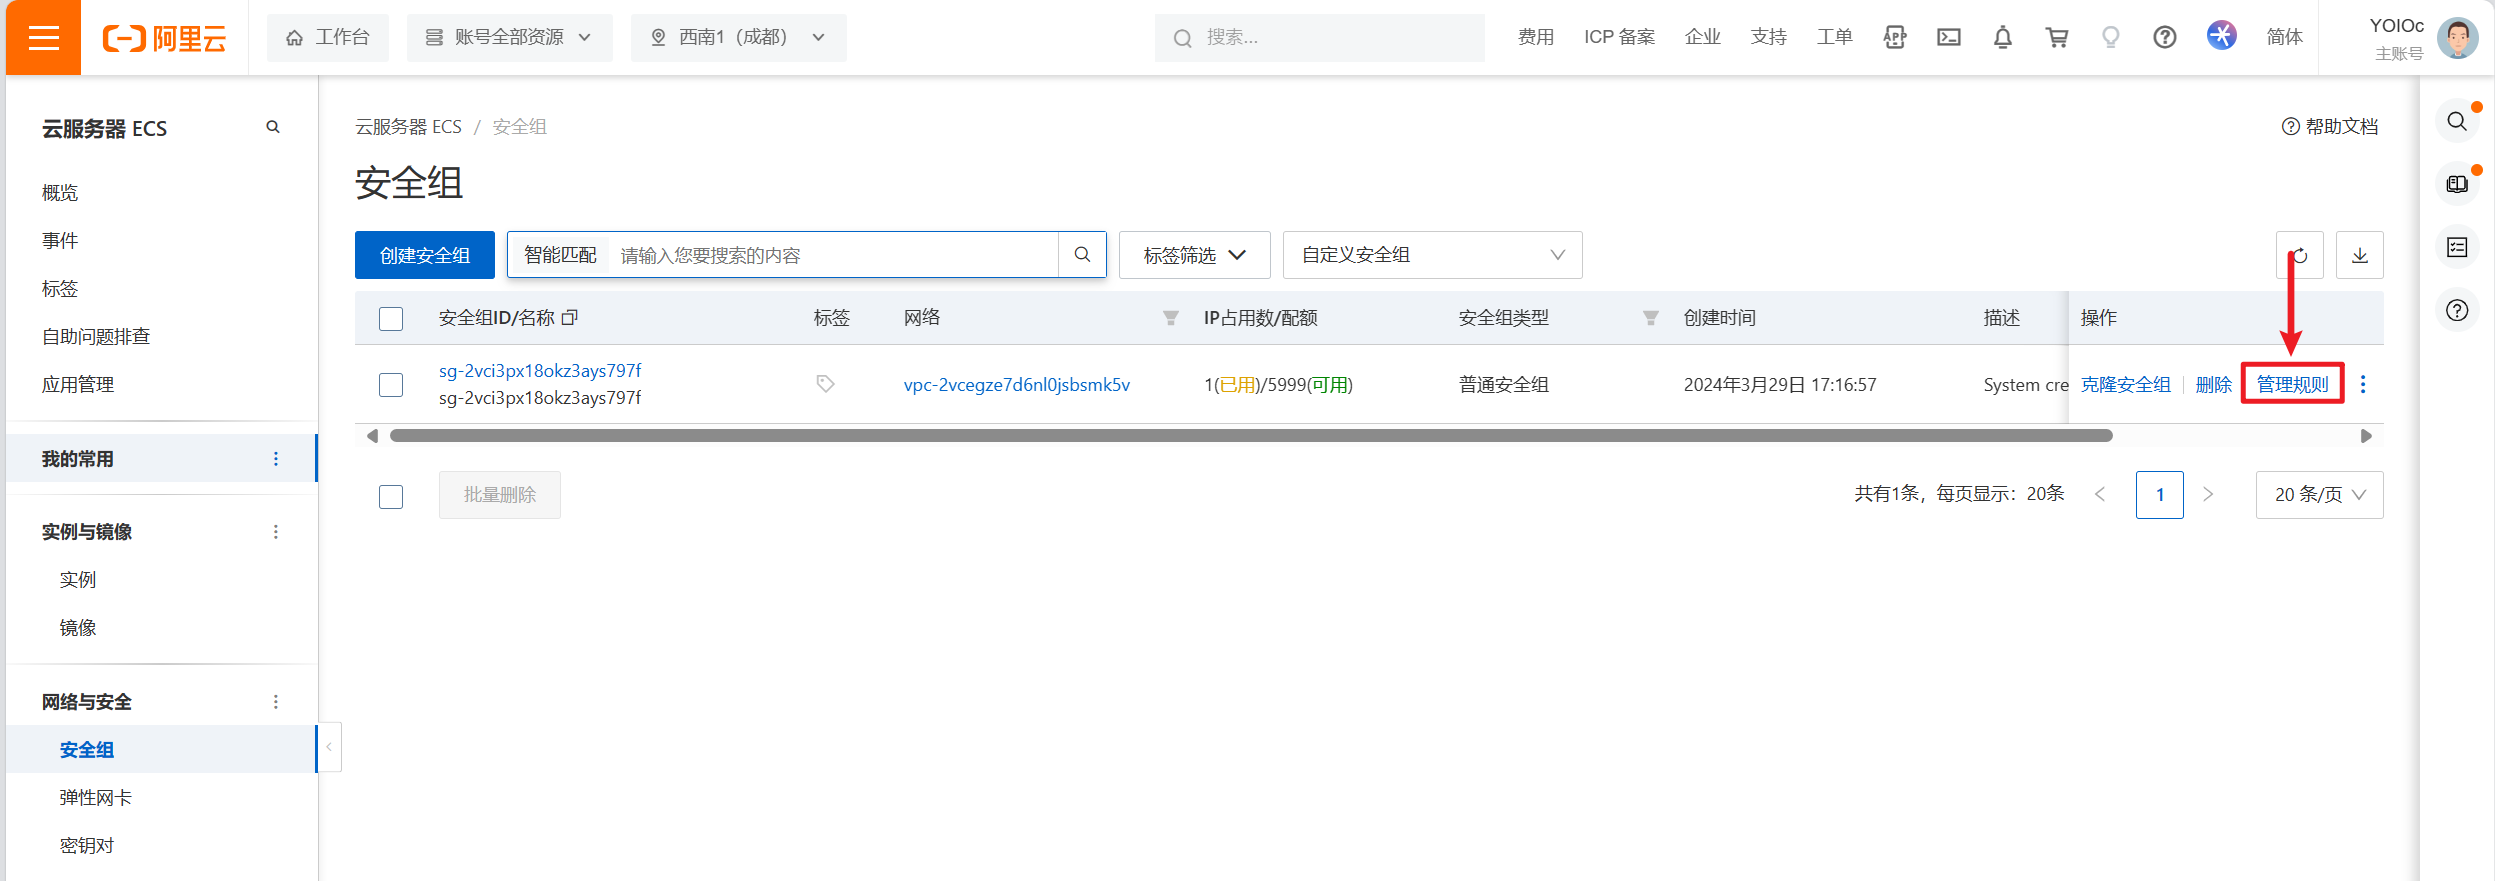 阿里云
工作台
账号全部资源
西南1（成都）
搜索...
费用
ICP 备案
企业
支持
工单
APP
简体
YOIOc
主账号
云服务器 ECS
概览
事件
标签
自助问题排查
应用管理
我的常用
实例与镜像
实例
镜像
网络与安全
安全组
弹性网卡
密钥对
云服务器 ECS / 安全组
帮助文档
安全组
创建安全组
智能匹配
请输入您要搜索的内容
标签筛选
自定义安全组
安全组ID/名称 标签 网络 IP占用数/配额 安全组类型 创建时间 描述 操作
sg-2vci3px18okz3ays797f
sg-2vci3px18okz3ays797f
vpc-2vcegze7d6nl0jsbsmk5v
1(已用)/5999(可用)
普通安全组
2024年3月29日 17:16:57
System cre
克隆安全组 删除 管理规则
批量删除
共有1条，每页显示：20条
1
20 条/页